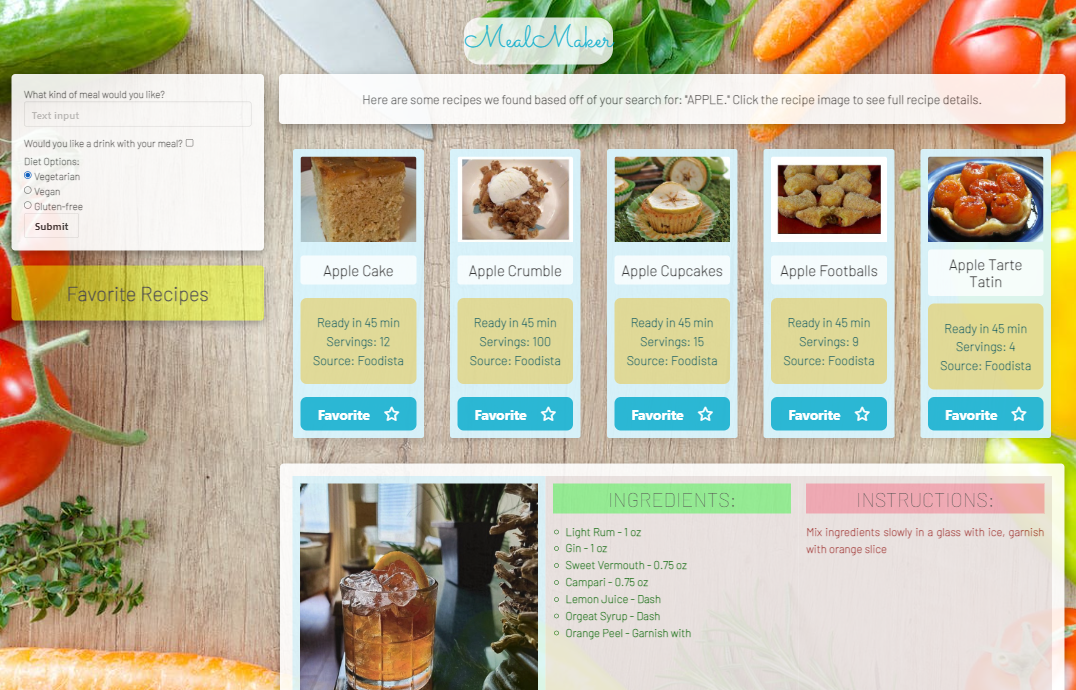 MealMaker
What kind of meal would you like?
Text input
Would you like a drink with your meal?
Diet Options:
Vegetarian
Vegan
Gluten-free
Submit
Favorite Recipes
Here are some recipes we found based off of your search for: "APPLE." Click the recipe image to see full recipe details.
Apple Cake
Ready in 45 min
Servings: 12
Source: Foodista
Favorite
Apple Crumble
Ready in 45 min
Servings: 100
Source: Foodista
Favorite
Apple Cupcakes
Ready in 45 min
Servings: 15
Source: Foodista
Favorite
Apple Footballs
Ready in 45 min
Servings: 9
Source: Foodista
Favorite
Apple Tarte
Tatin
Ready in 45 min
Servings: 4
Source: Foodista
Favorite
INGREDIENTS:
Light Rum - 1 oz
Gin - 1 oz
Sweet Vermouth - 0.75 oz
Campari - 0.75 oz
Lemon Juice - Dash
Orgeat Syrup - Dash
Orange Peel - Garnish with
INSTRUCTIONS:
Mix ingredients slowly in a glass with ice, garnish
with orange slice